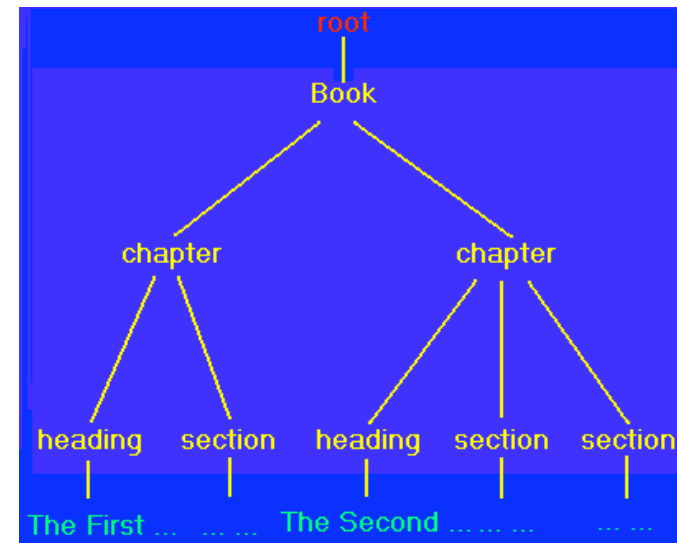 root
Book
chapter chapter
heading section heading section section
The First ... ... ... The Second ... ... ... ... ...